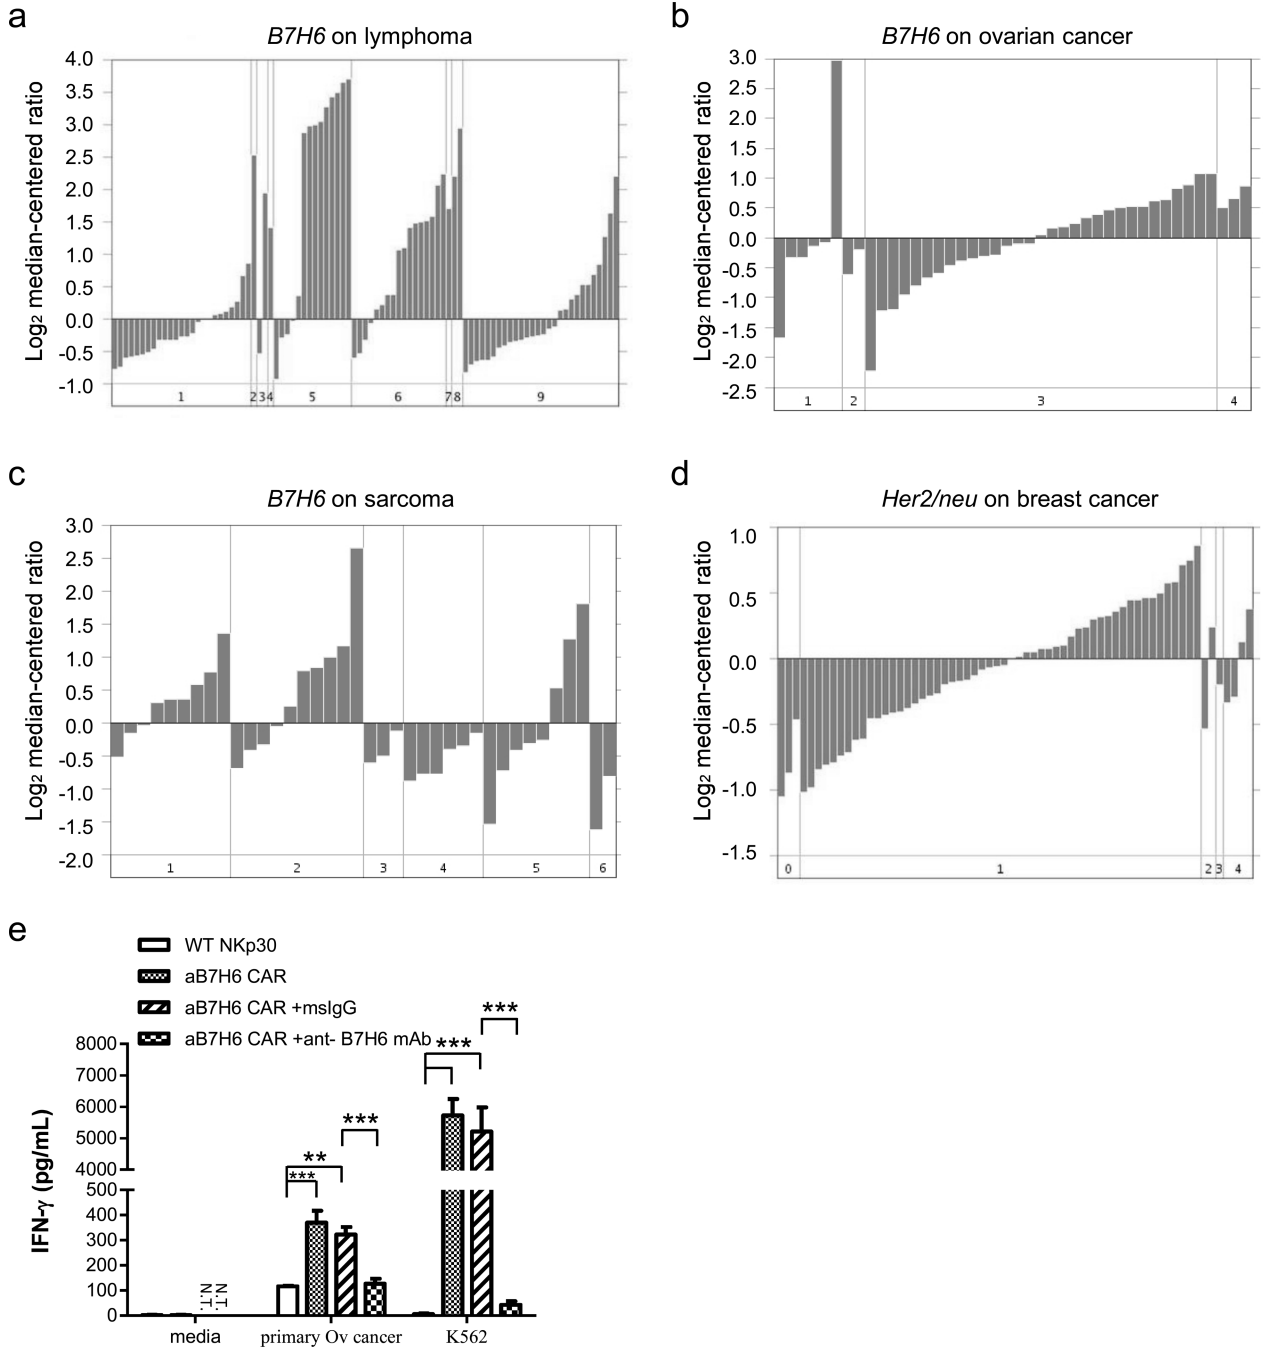 a
B7H6 on lymphoma
Log2 median-centered ratio
4.0
3.5
3.0
2.5
2.0
1.5
1.0
0.5
0.0
-0.5
-1.0
1 2 3 4 5 6 7 8 9
b
B7H6 on ovarian cancer
Log2 median-centered ratio
3.0
2.5
2.0
1.5
1.0
0.5
0.0
-0.5
-1.0
-1.5
-2.0
-2.5
1 2 3 4
c
B7H6 on sarcoma
Log2 median-centered ratio
3.0
2.5
2.0
1.5
1.0
0.5
0.0
-0.5
-1.0
-1.5
-2.0
1 2 3 4 5 6
d
Her2/neu on breast cancer
Log2 median-centered ratio
1.0
0.5
0.0
-0.5
-1.0
-1.5
0 1 2 3 4
e
WT NKp30
aB7H6 CAR
aB7H6 CAR +msIgG
aB7H6 CAR +ant- B7H6 mAb
IFN-γ (pg/mL)
8000
7000
6000
5000
4000
500
400
300
200
100
0
N.T.
N.T.
***
**
***
***
***
media
primary Ov cancer
K562